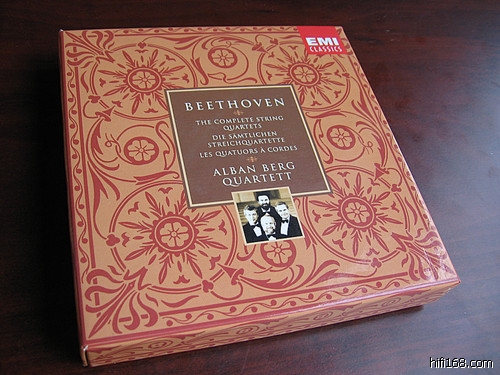 EMI
CLASSICS
BEETHOVEN
THE COMPLETE STRING
QUARTETS
DIE SÄMTLICHEN
STREICHQUARTETTE
LES QUATUORS À CORDES
ALBAN BERG
QUARTETT
hifi168.com